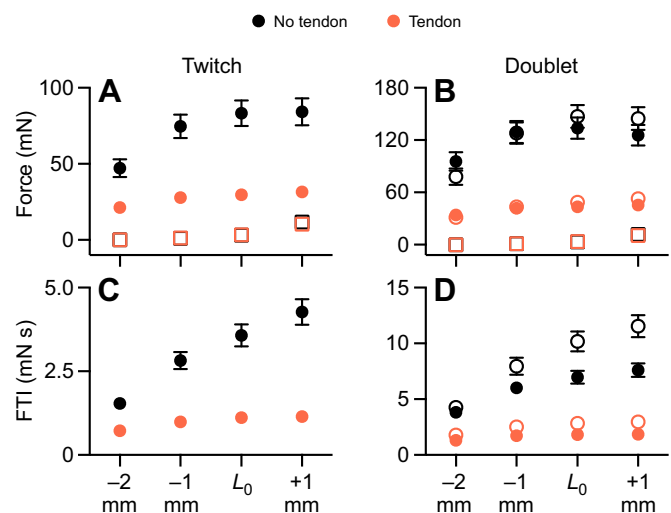 No tendon Tendon
Twitch Doublet
A B
Force (mN)
100
50
0
180
120
60
0
C D
FTI (mN s)
5.0
2.5
0
15
10
5
0
–2 –1 L0 +1
mm mm mm
–2 –1 L0 +1
mm mm mm